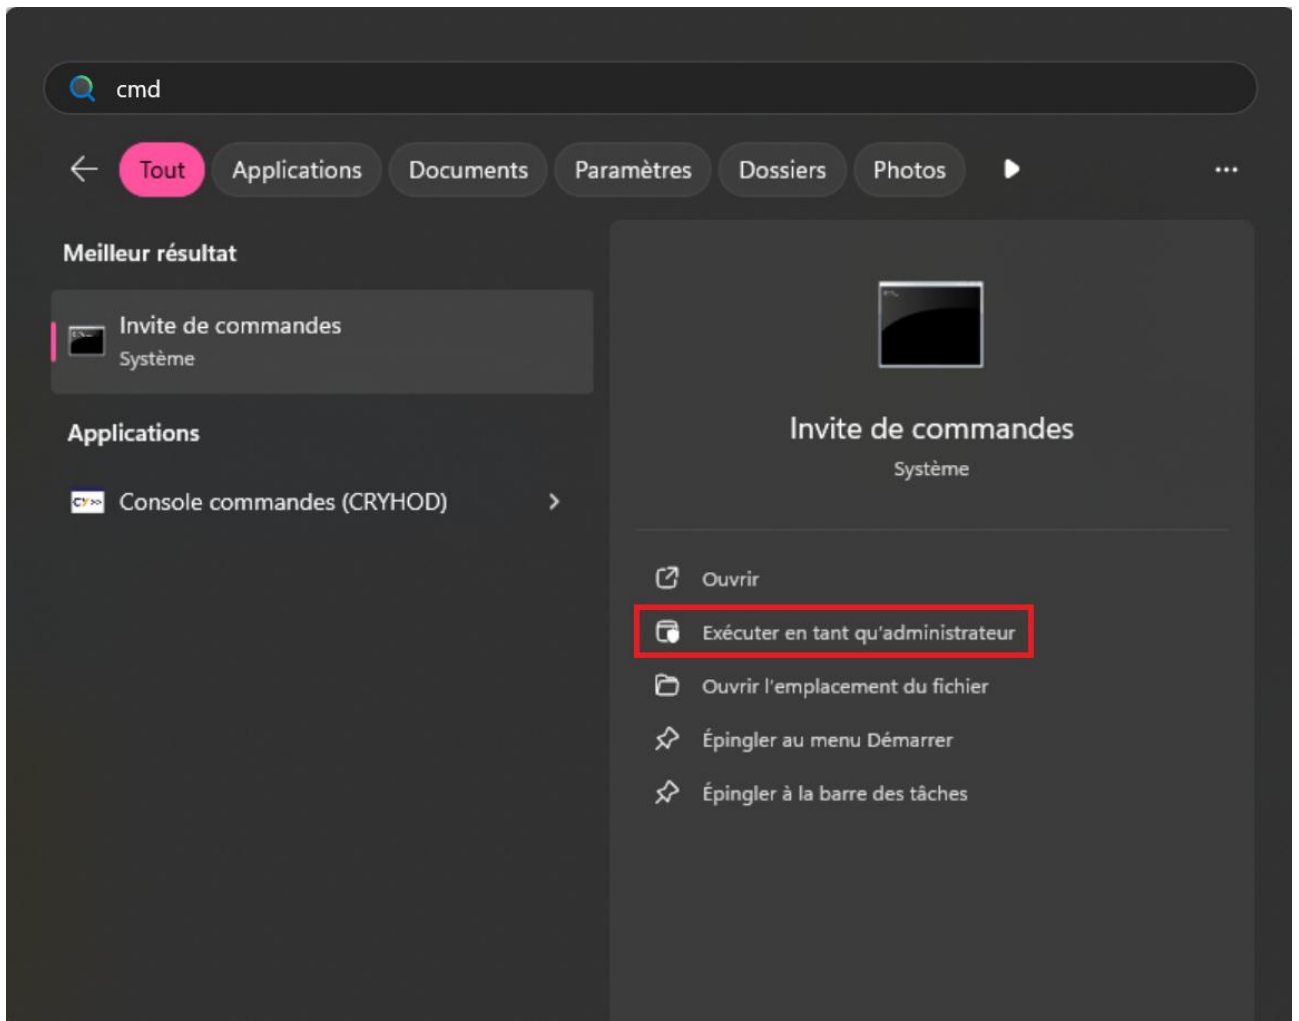 cmd
Tout Applications Documents Paramètres Dossiers Photos
Meilleur résultat
Invite de commandes
Système
Applications
Console commandes (CRYHOD)
Invite de commandes
Système
Ouvrir
Exécuter en tant qu'administrateur
Ouvrir l'emplacement du fichier
Épingler au menu Démarrer
Épingler à la barre des tâches